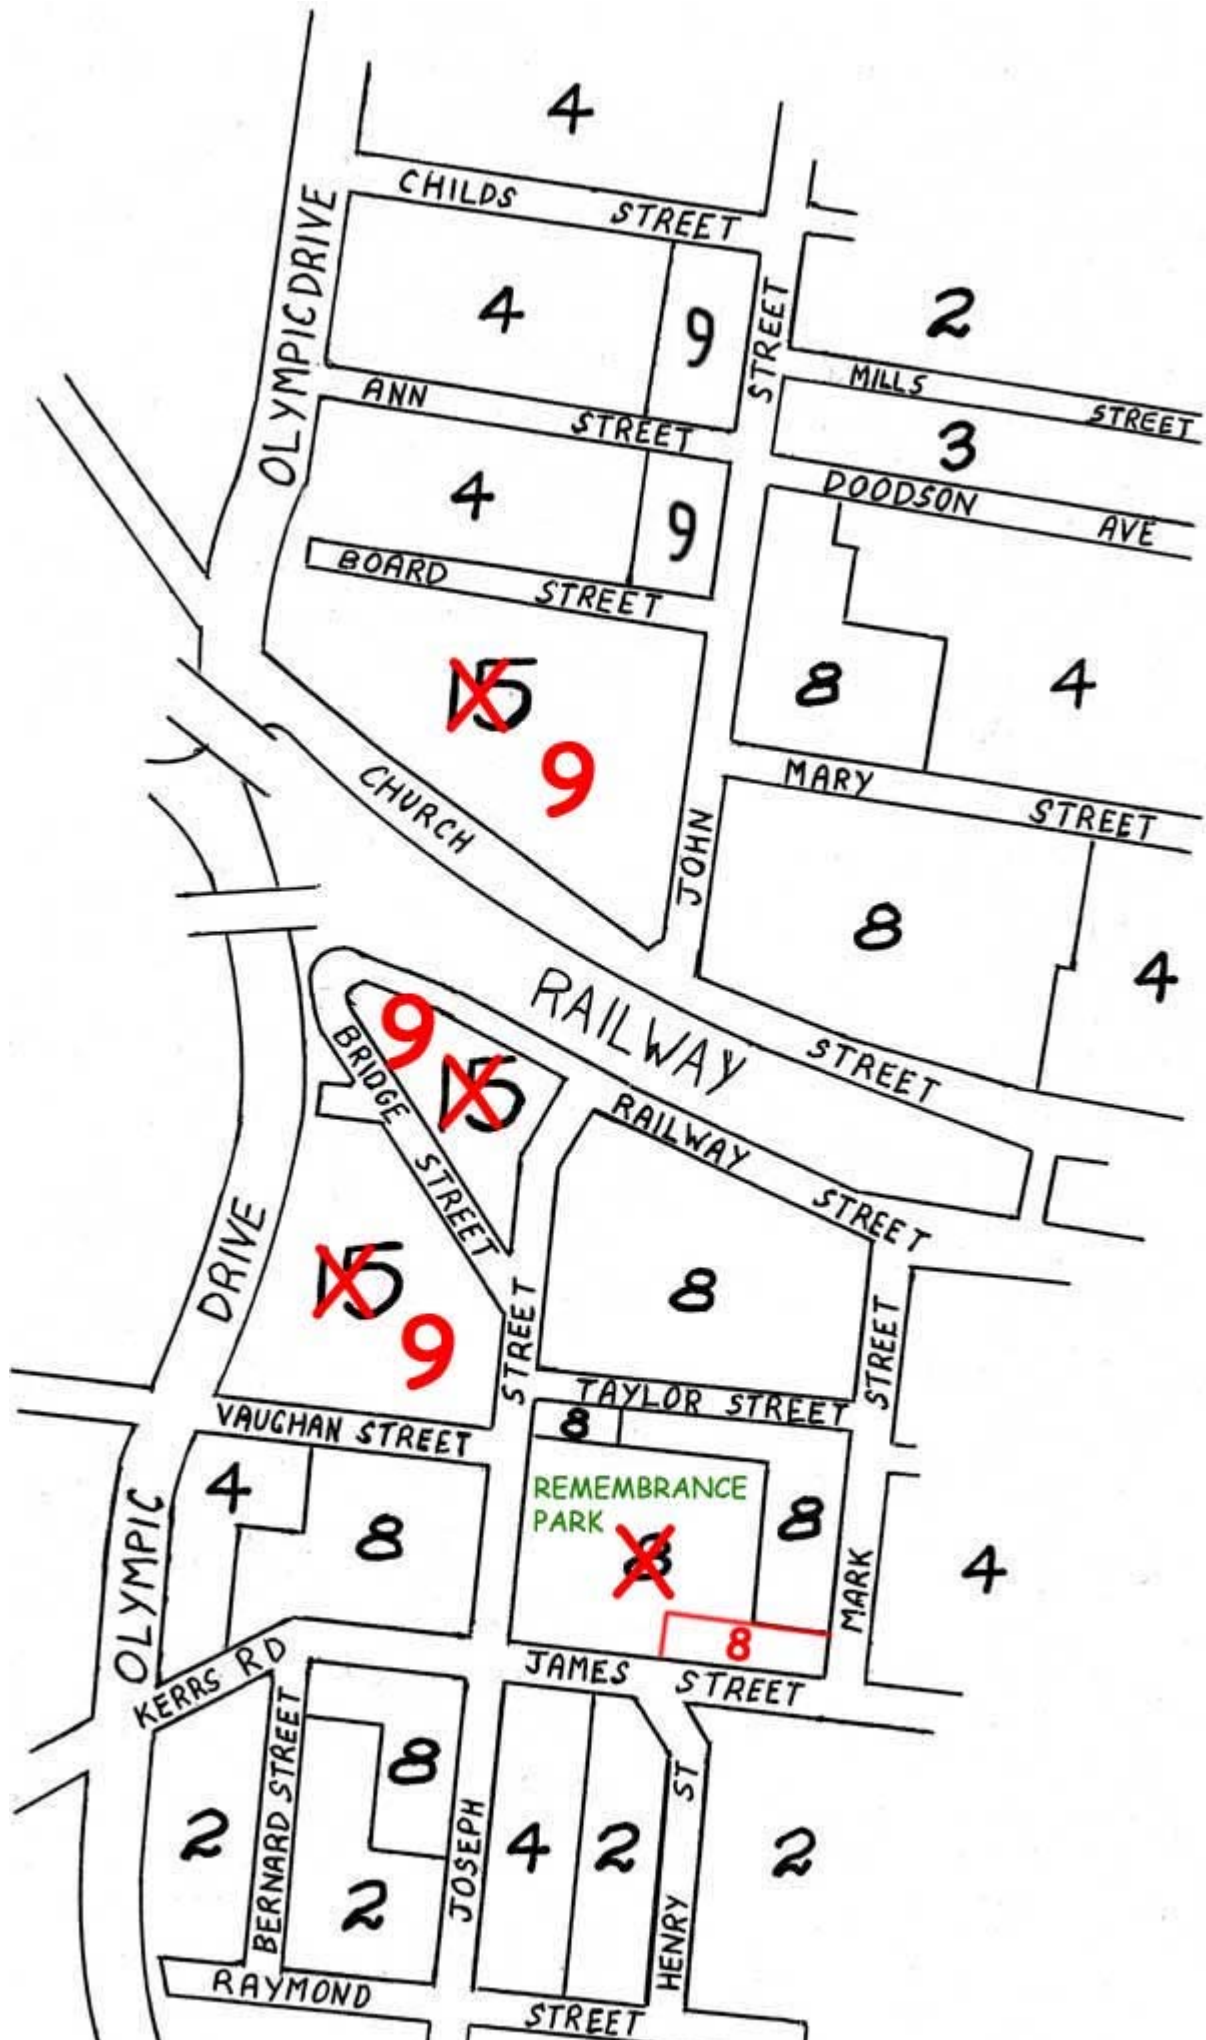 4
CHILDS STREET
OLYMPIC DRIVE
4
9
STREET
2
MILLS STREET
ANN STREET
3
4
9
DOODSON AVE
BOARD STREET
15
9
8
4
CHURCH
MARY STREET
JOHN
8
4
RAILWAY
STREET
9
15
BRIDGE STREET
RAILWAY STREET
DRIVE
15
9
8
STREET
STREET
TAYLOR STREET
VAUGHAN STREET
8
4
8
REMEMBRANCE
PARK
8
8
4
OLYMPIC
MARK
8
KERRS RD
JAMES STREET
BERNARD STREET
8
2
JOSEPH
4
2
ST
2
2
HENRY
RAYMOND STREET